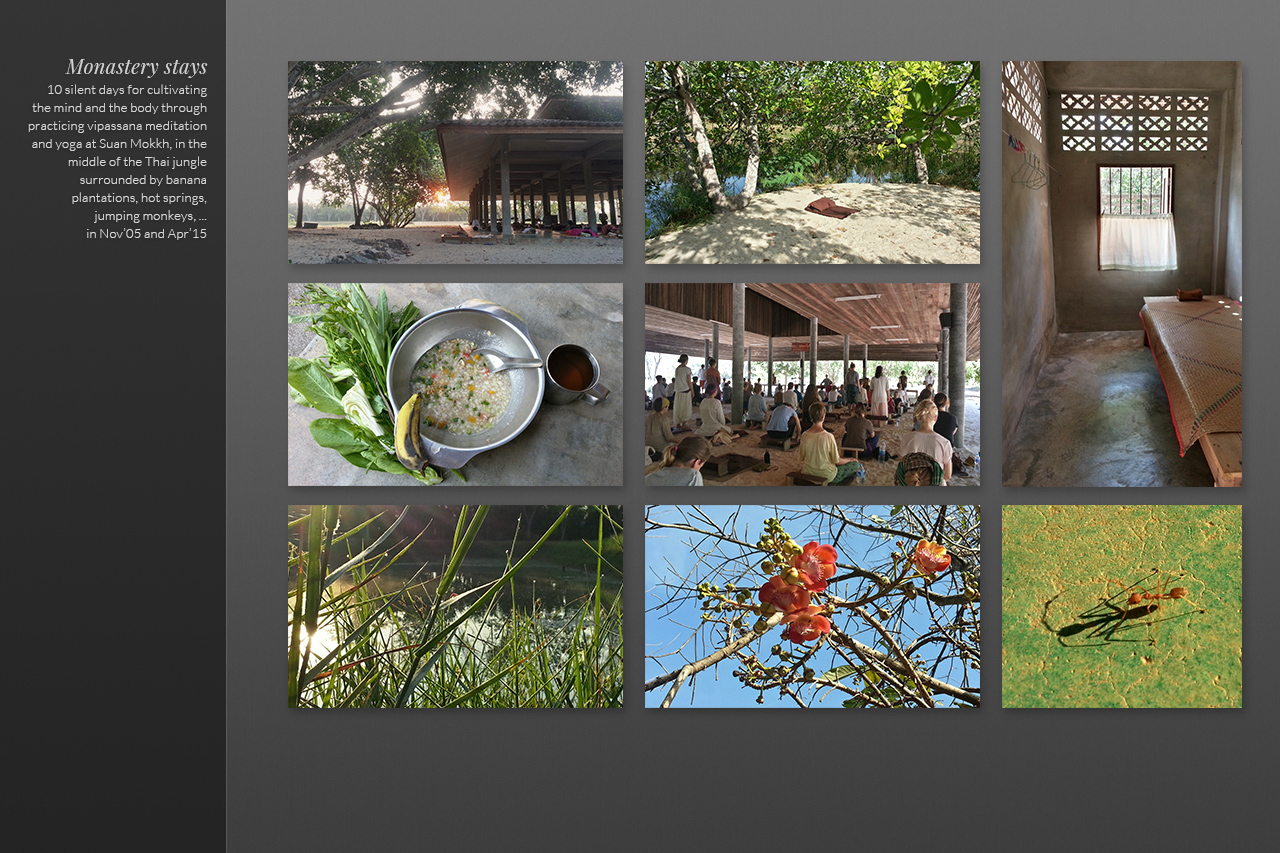 Monastery stays
10 silent days for cultivating
the mind and the body through
practicing vipassana meditation
and yoga at Suan Mokkh, in the
middle of the Thai jungle
surrounded by banana
plantations, hot springs,
jumping monkeys, ...
in Nov'05 and Apr'15